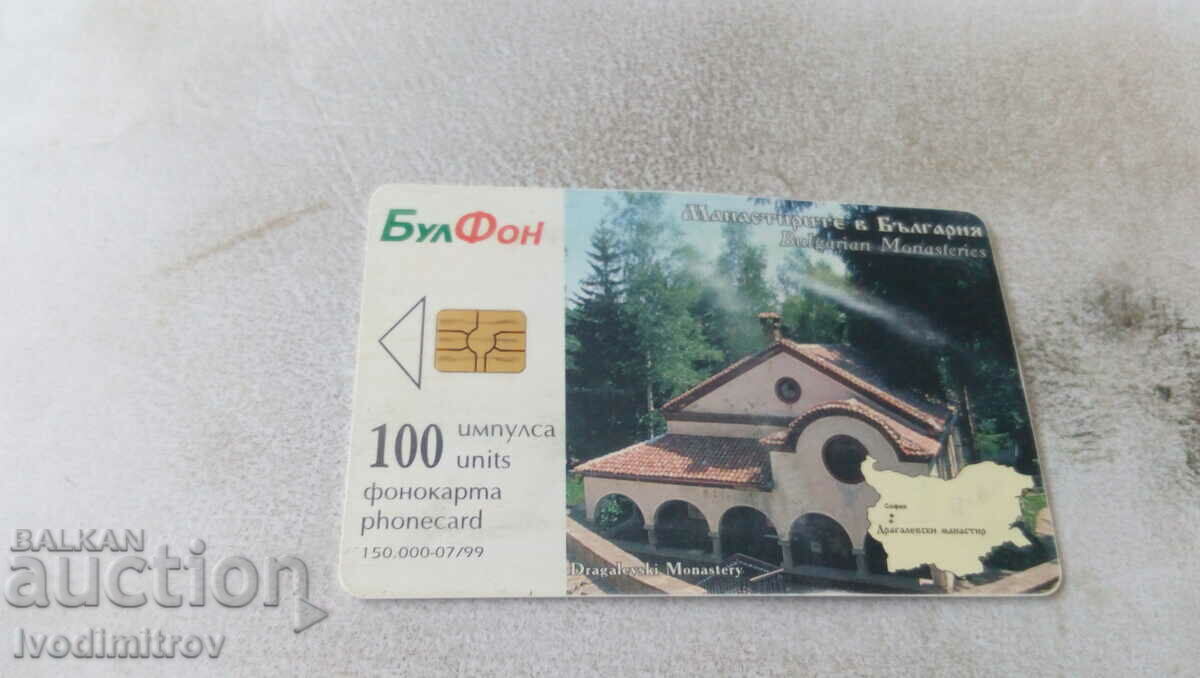 БулФон
100 импулса
units
фонокарта
phonecard
150.000-07/99
Манастирите в България
Bulgarian Monasteries
София
Драгалевски манастир
Dragalevski Monastery
BALKAN
auction
Ivodimitrov